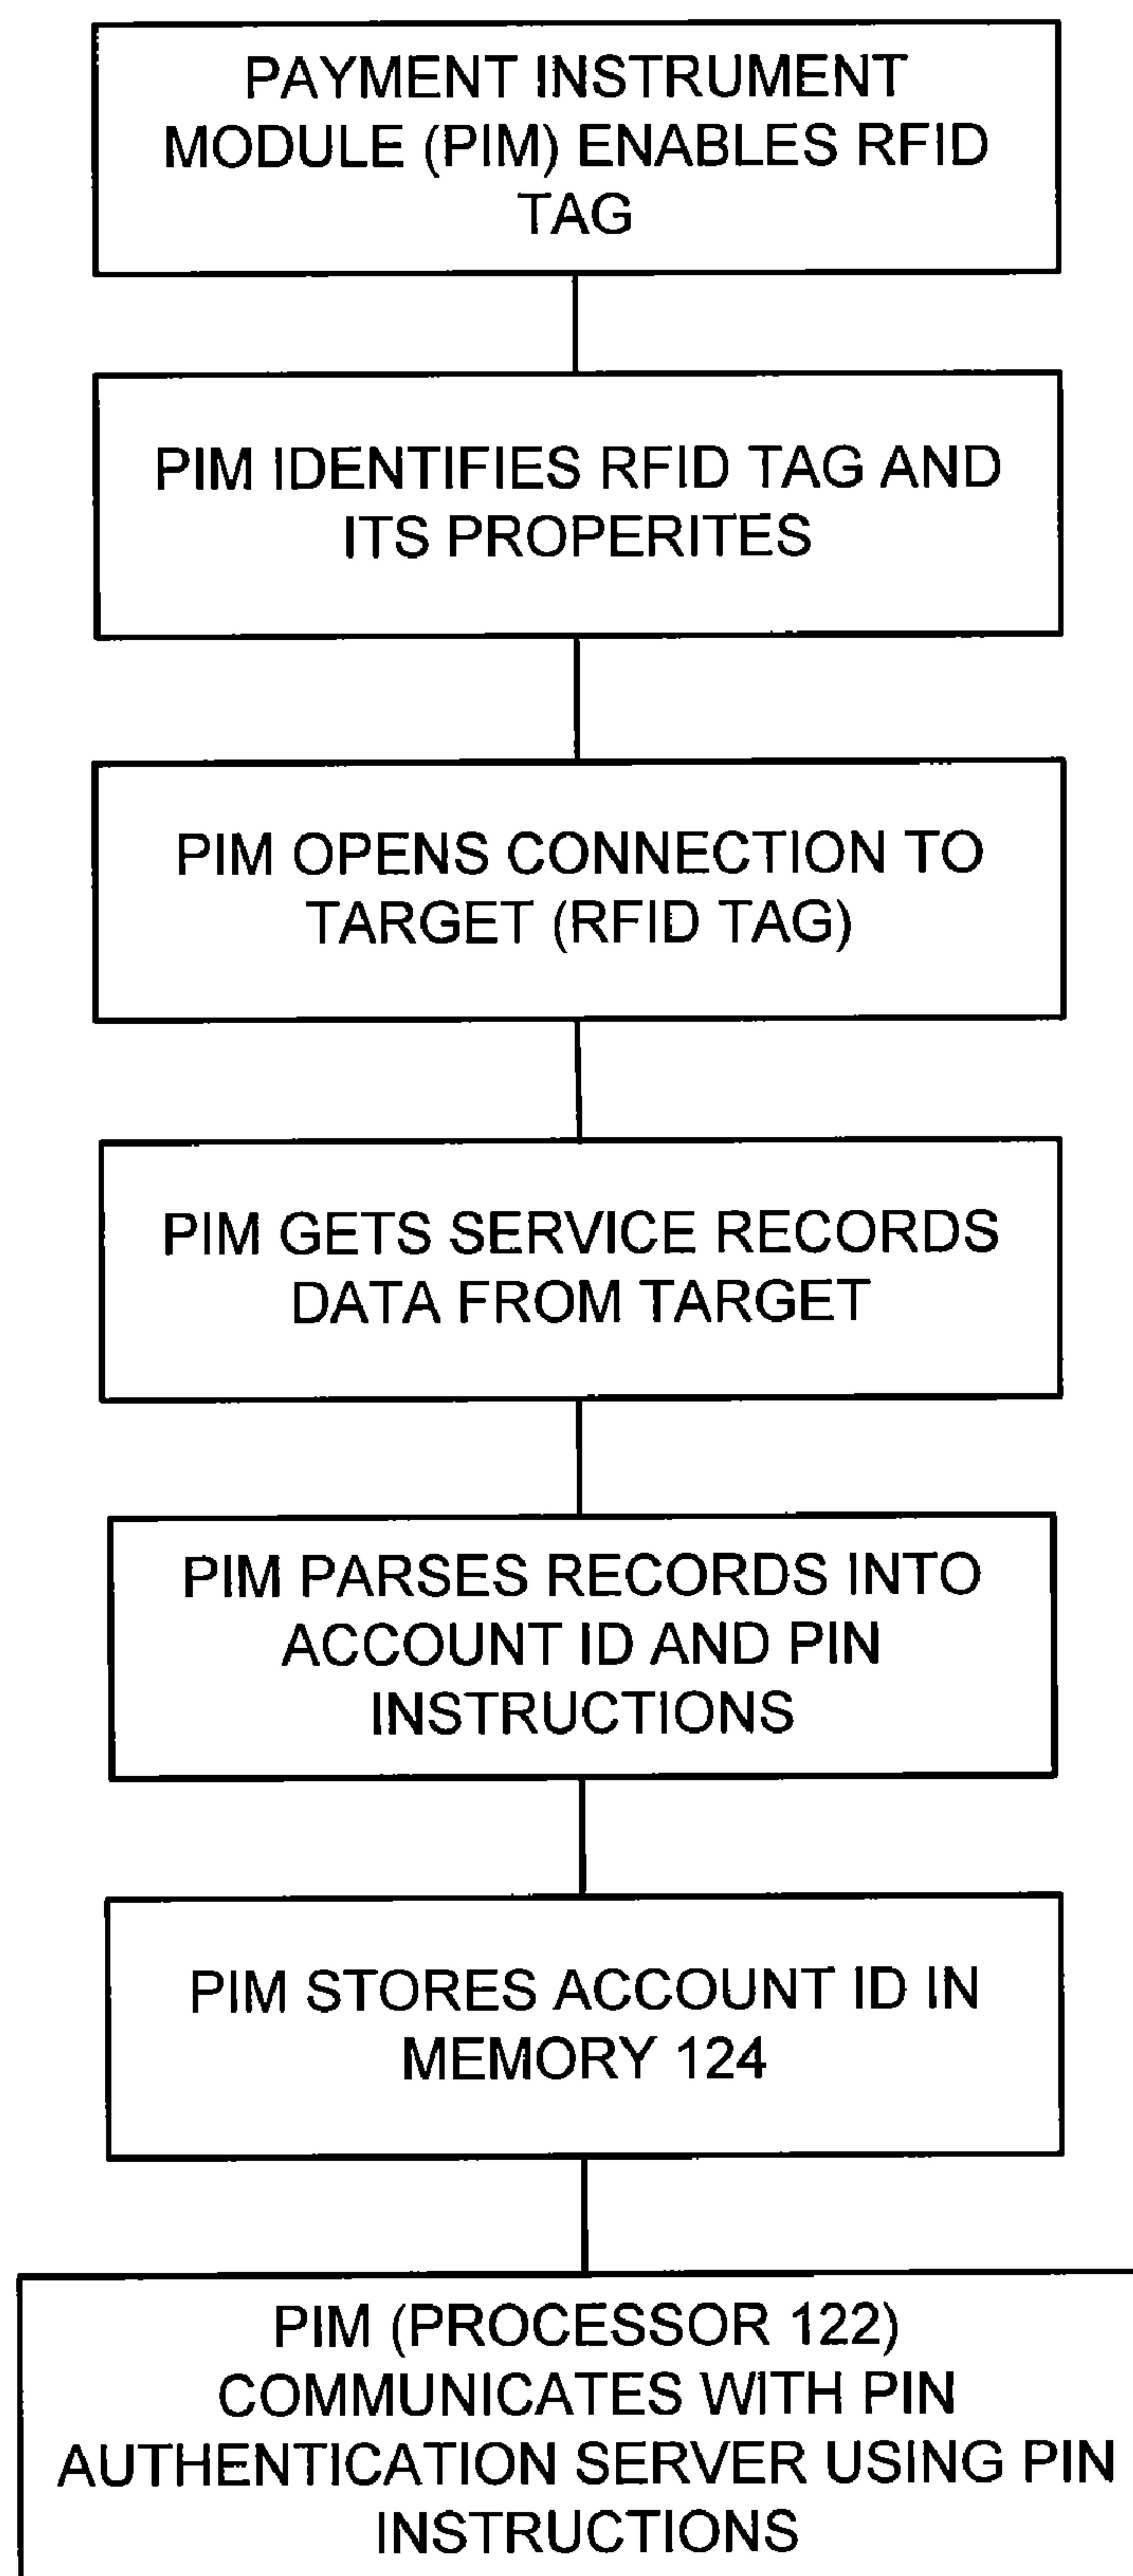 PAYMENT INSTRUMENT
MODULE (PIM) ENABLES RFID
TAG
PIM IDENTIFIES RFID TAG AND
ITS PROPERITES
PIM OPENS CONNECTION TO
TARGET (RFID TAG)
PIM GETS SERVICE RECORDS
DATA FROM TARGET
PIM PARSES RECORDS INTO
ACCOUNT ID AND PIN
INSTRUCTIONS
PIM STORES ACCOUNT ID IN
MEMORY 124
PIM (PROCESSOR 122)
COMMUNICATES WITH PIN
AUTHENTICATION SERVER USING PIN
INSTRUCTIONS